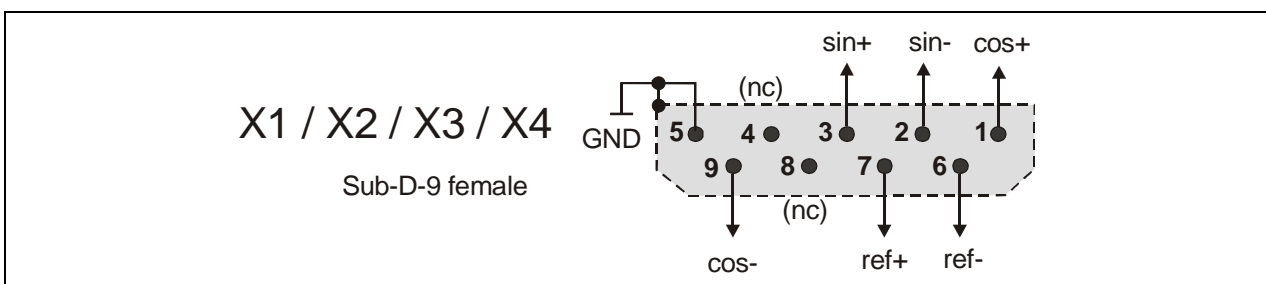 sin+ sin- cos+
(nc)
X1 / X2 / X3 / X4
GND
5 4 3 2 1
9 8 7 6
Sub-D-9 female
(nc)
cos- ref+ ref-